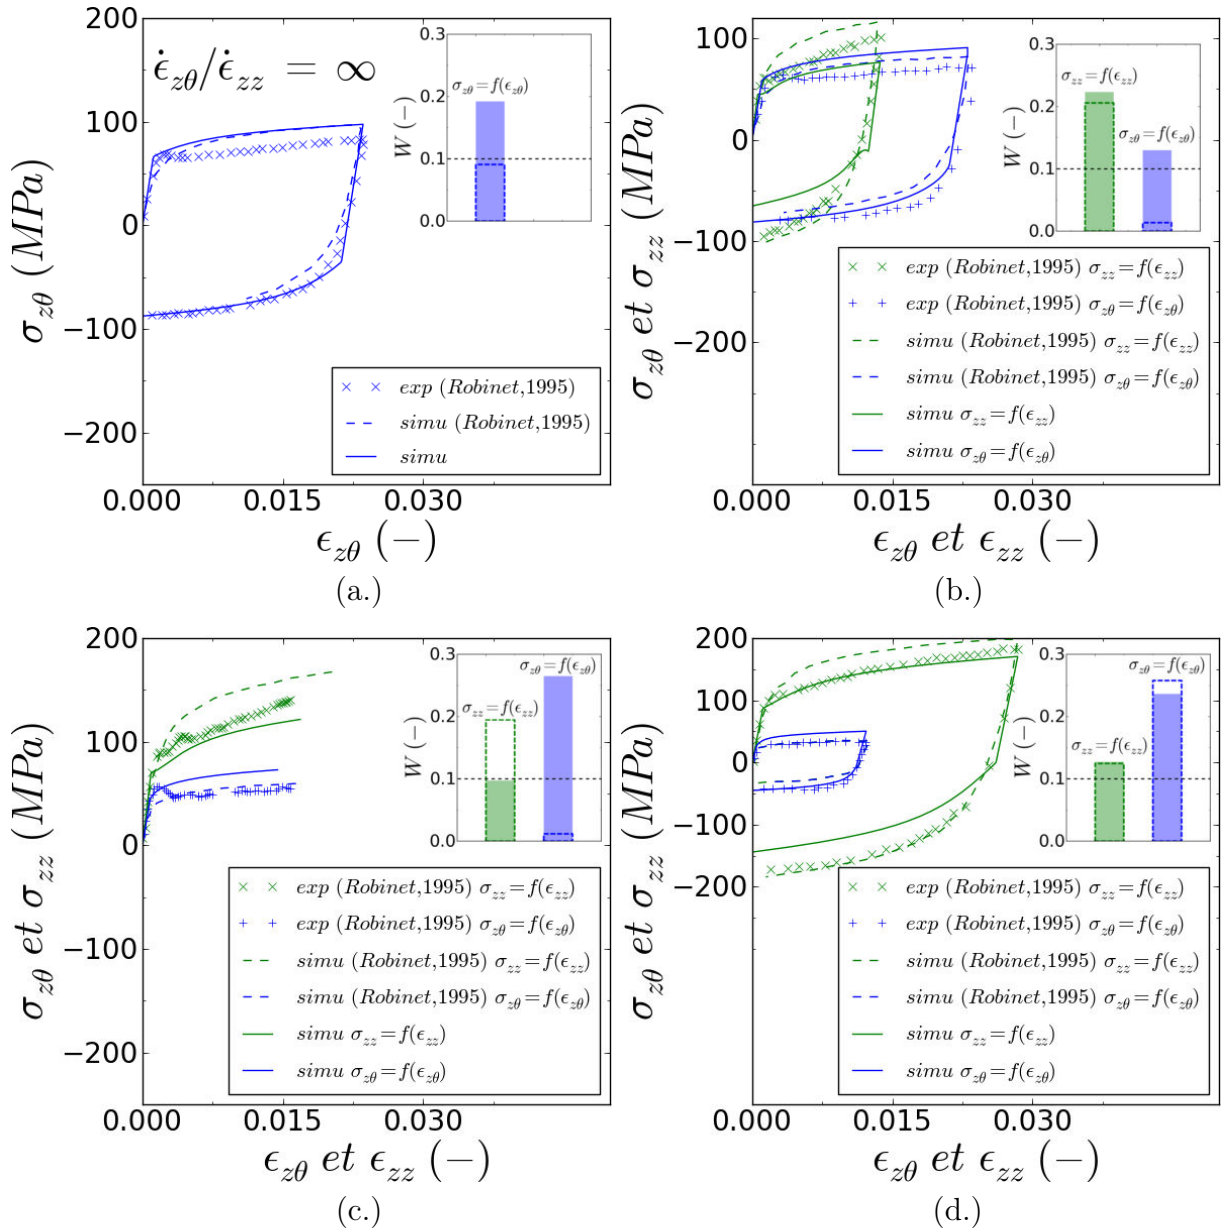 200
100
0
−100
−200
σzθ (MPa)
ϵ̇zθ/ϵ̇zz = ∞
0.3
0.2
0.1
0.0
W (−)
σzθ=f(ϵzθ)
× × exp (Robinet,1995)
simu (Robinet,1995)
simu
0.000
0.015
0.030
ϵzθ (−)
(a.)
100
0
−100
−200
σzθ et σzz (MPa)
0.3
0.2
0.1
0.0
W (−)
σzz=f(ϵzz)
σzθ=f(ϵzθ)
× × exp (Robinet,1995) σzz=f(ϵzz)
+ + exp (Robinet,1995) σzθ=f(ϵzθ)
simu (Robinet,1995) σzz=f(ϵzz)
simu (Robinet,1995) σzθ=f(ϵzθ)
simu σzz=f(ϵzz)
simu σzθ=f(ϵzθ)
0.000
0.015
0.030
ϵzθ et ϵzz (−)
(b.)
200
100
0
−100
−200
σzθ et σzz (MPa)
0.3
0.2
0.1
0.0
W (−)
σzθ=f(ϵzθ)
σzz=f(ϵzz)
× × exp (Robinet,1995) σzz=f(ϵzz)
+ + exp (Robinet,1995) σzθ=f(ϵzθ)
simu (Robinet,1995) σzz=f(ϵzz)
simu (Robinet,1995) σzθ=f(ϵzθ)
simu σzz=f(ϵzz)
simu σzθ=f(ϵzθ)
0.000
0.015
0.030
ϵzθ et ϵzz (−)
(c.)
200
100
0
−100
−200
σzθ et σzz (MPa)
0.3
0.2
0.1
0.0
W (−)
σzθ=f(ϵzθ)
σzz=f(ϵzz)
× × exp (Robinet,1995) σzz=f(ϵzz)
+ + exp (Robinet,1995) σzθ=f(ϵzθ)
simu (Robinet,1995) σzz=f(ϵzz)
simu (Robinet,1995) σzθ=f(ϵzθ)
simu σzz=f(ϵzz)
simu σzθ=f(ϵzθ)
0.000
0.015
0.030
ϵzθ et ϵzz (−)
(d.)